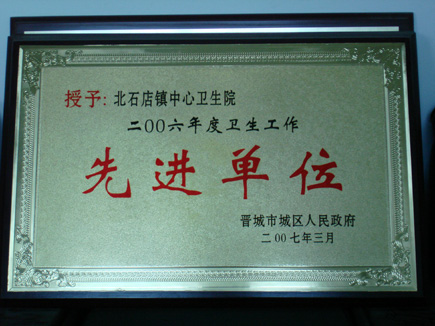 授予：北石店镇中心卫生院
二00六年度卫生工作
先进单位
晋城市城区人民政府
二00七年三月